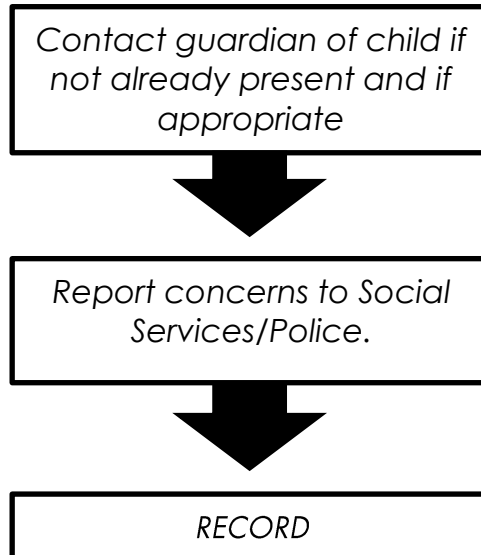 Contact guardian of child if
not already present and if
appropriate
Report concerns to Social
Services/Police.
RECORD